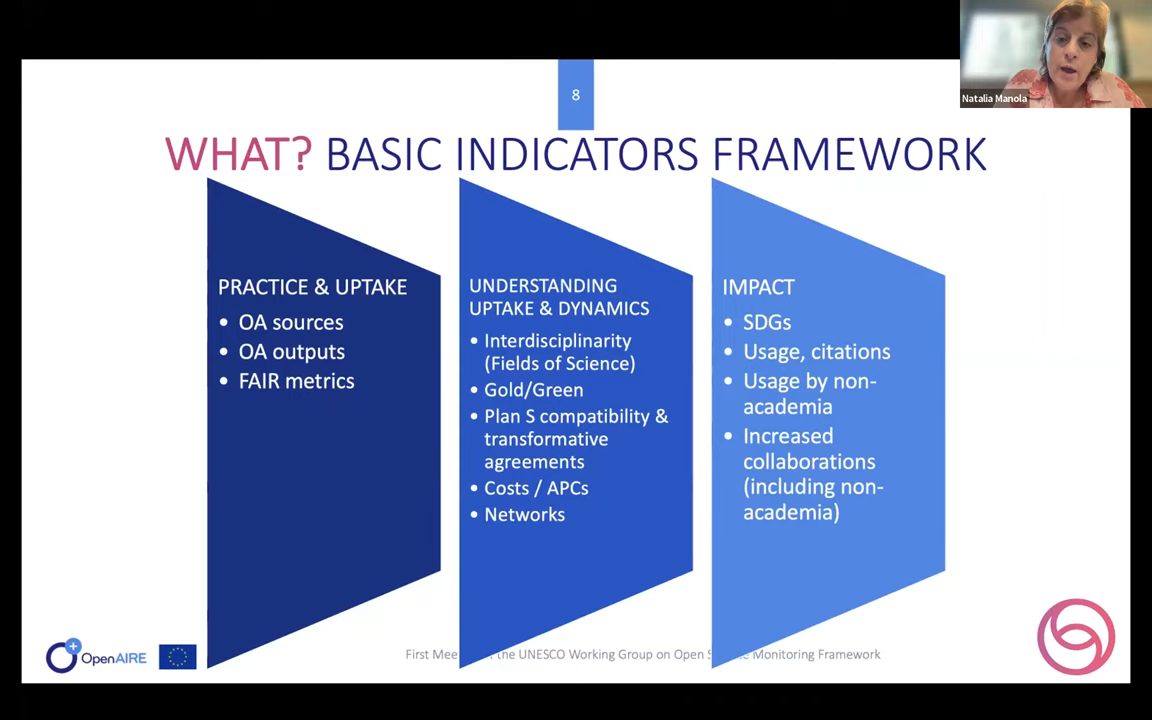 Natalia Manola
8
WHAT? BASIC INDICATORS FRAMEWORK
PRACTICE & UPTAKE
• OA sources
• OA outputs
• FAIR metrics
UNDERSTANDING
UPTAKE & DYNAMICS
• Interdisciplinarity
(Fields of Science)
• Gold/Green
• Plan S compatibility &
transformative
agreements
• Costs / APCs
• Networks
IMPACT
• SDGs
• Usage, citations
• Usage by non-
academia
• Increased
collaborations
(including non-
academia)
OpenAIRE
First Mee the UNESCO Working Group on Open S Monitoring Framework